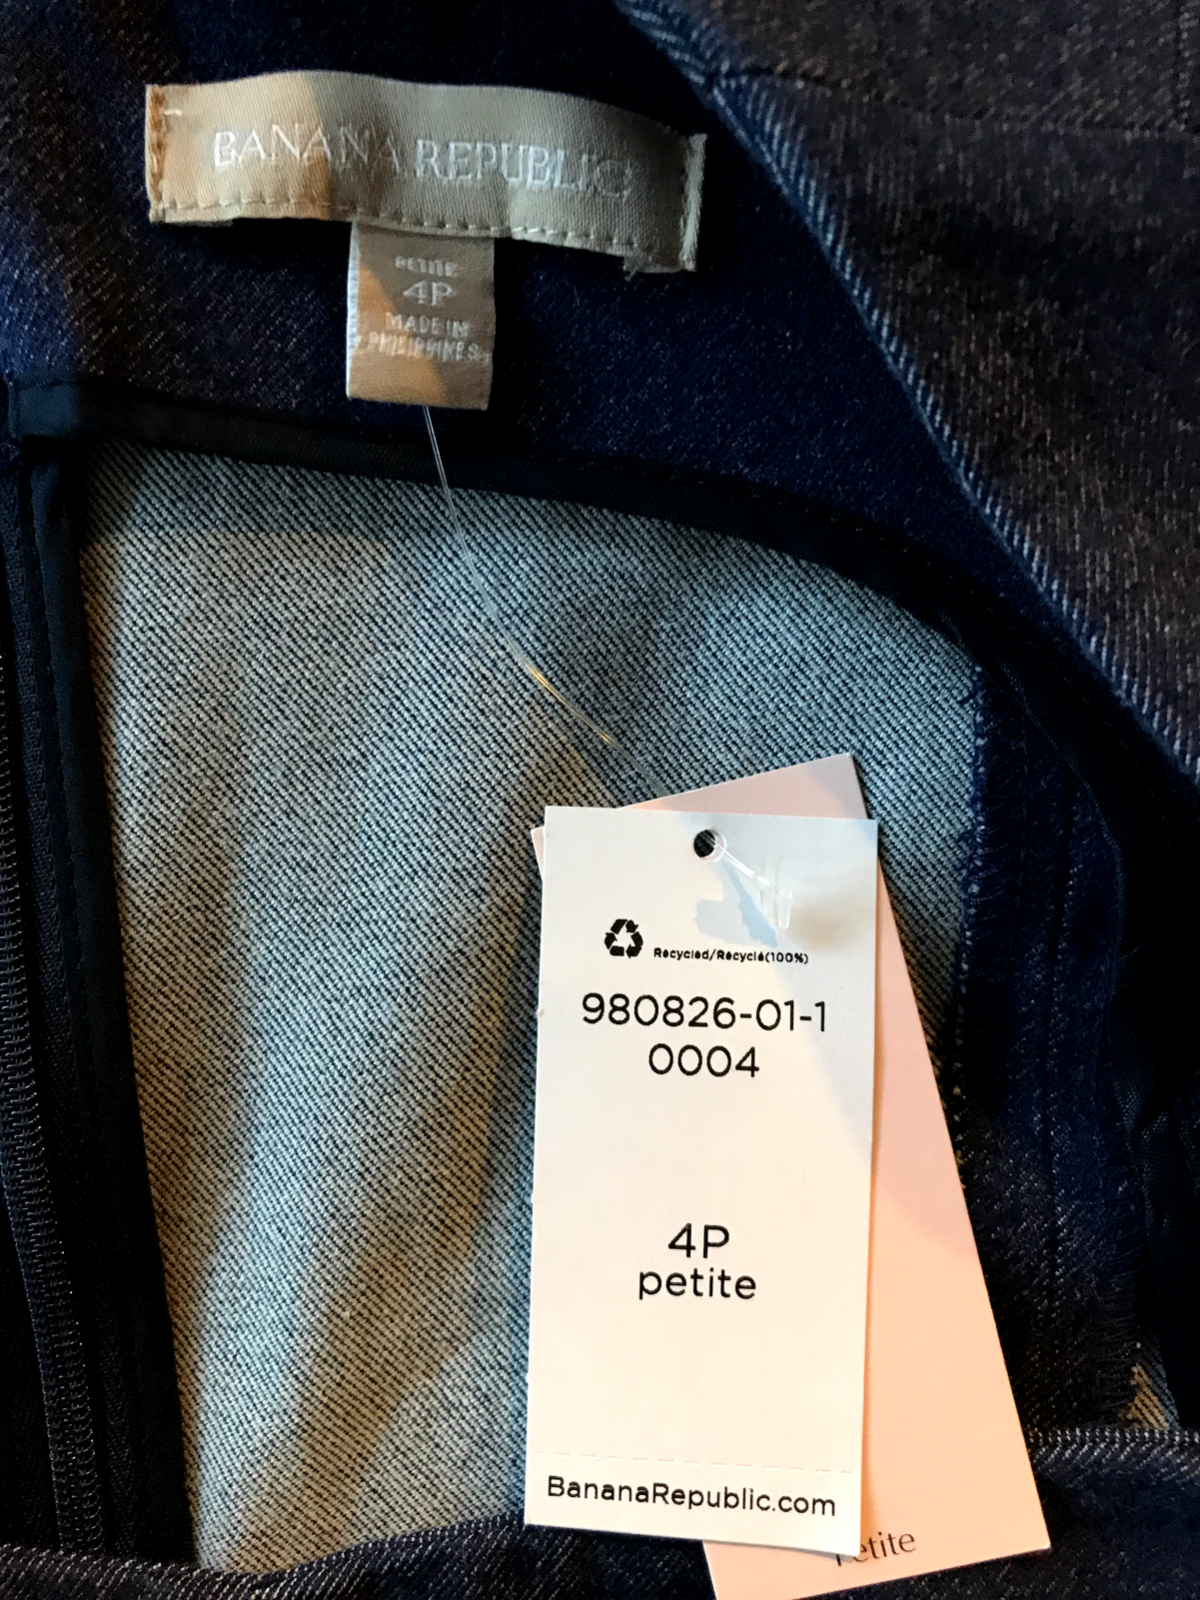 BANANA REPUBLIC
PETITE
4P
MADE IN
PHILIPPINES
Recycled/Recyclé(100%)
980826-01-1
0004
4P
petite
BananaRepublic.com
Petite